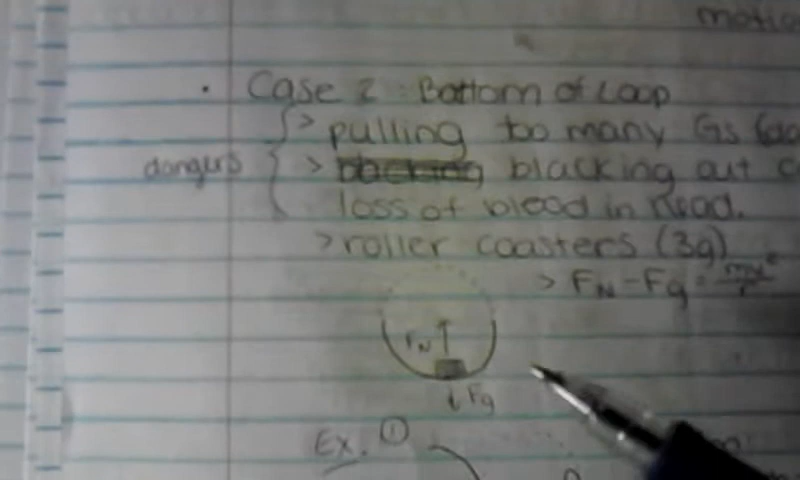 Case 2: Bottom of Loop
> pulling too many Gs
dangers > blacking out
loss of blood in head.
> roller coasters (3g)
> FN - Fg = mv²/r
FN
Fg
Ex. ①